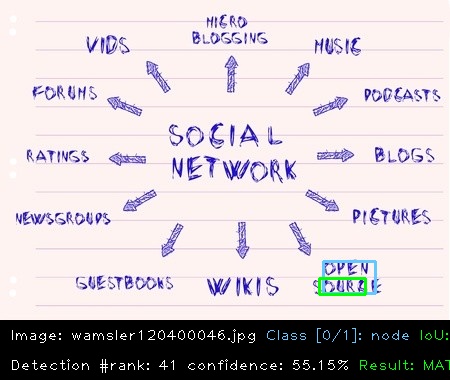 MICRO
BLOGGING
VIDS
MUSIC
FORUMS
PODCASTS
SOCIAL
NETWORK
RATINGS
BLOGS
NEWSGROUPS
PICTURES
GUESTBOOKS
WIKIS
OPEN
SOURCE
Image: wamsler120400046.jpg Class [0/1]: node IoU:
Detection #rank: 41 confidence: 55.15% Result: MAT